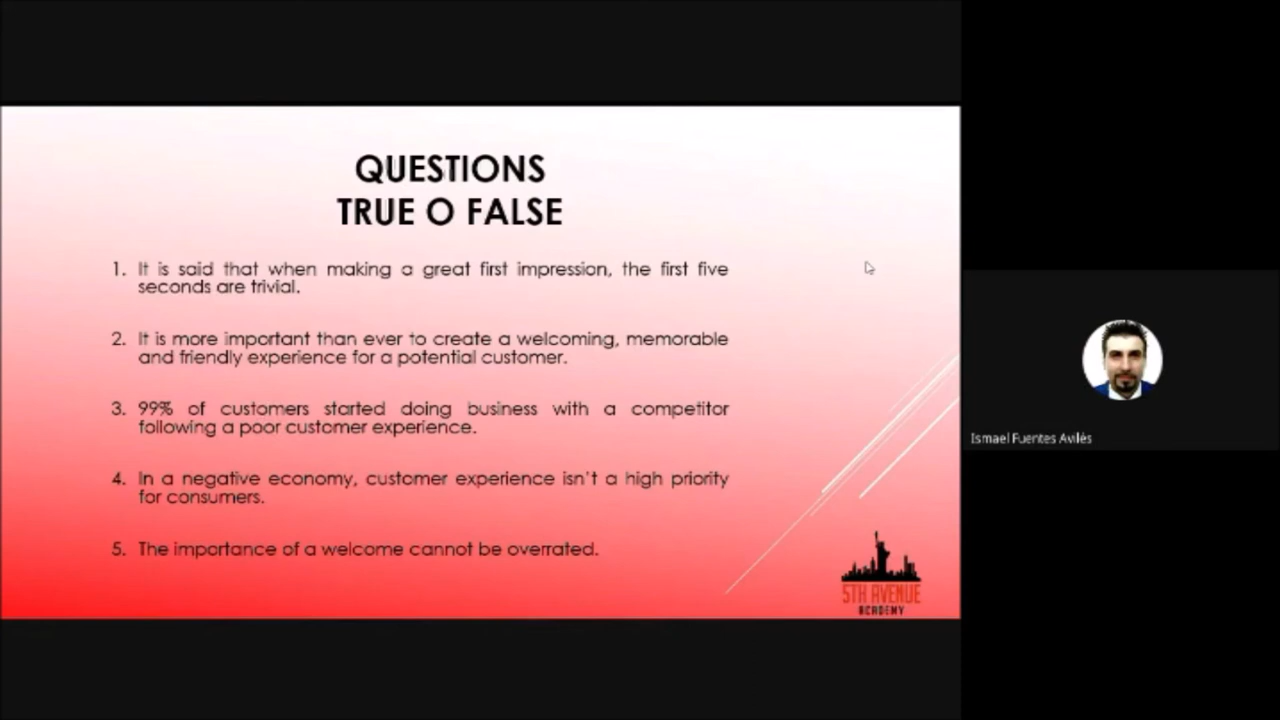 QUESTIONS
TRUE O FALSE
1. It is said that when making a great first impression, the first five
seconds are trivial.
2. It is more important than ever to create a welcoming, memorable
and friendly experience for a potential customer.
3. 99% of customers started doing business with a competitor
following a poor customer experience.
4. In a negative economy, customer experience isn't a high priority
for consumers.
5. The importance of a welcome cannot be overrated.
5TH AVENUE
ACADEMY
Ismael Fuentes Avilés